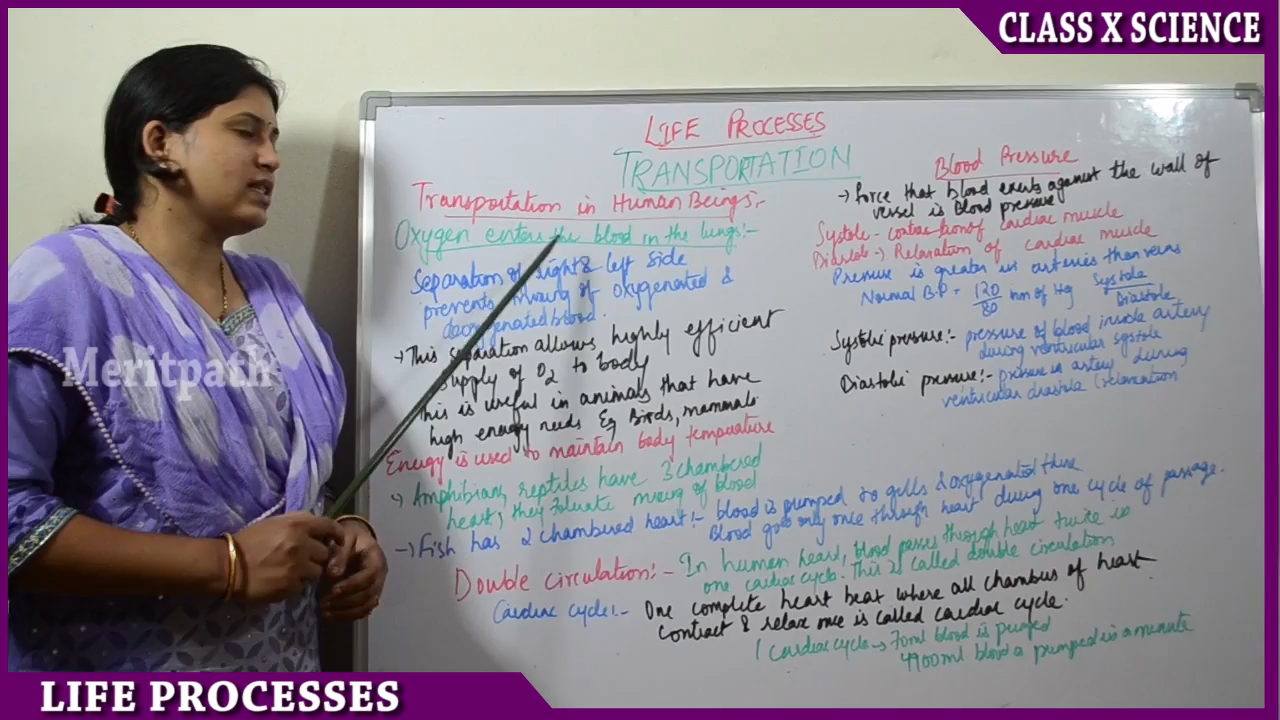 CLASS X SCIENCE
LIFE PROCESSES
TRANSPORTATION
Transportation in Human Beings:-
Oxygen enters the blood in the lungs:-
Separation of right & left side
prevents mixing of oxygenated &
deoxygenated blood.
→ This separation allows highly efficient
supply of O2 to body
This is useful in animals that have
high energy needs Eg Birds, mammals
Energy is used to maintain body temperature
→ Amphibians, reptiles have 3 chambered
heart, they tolerate mixing of blood
→ Fish has 2 chambered heart:- blood is pumped to gills & oxygenated there
Blood goes only once through heart during one cycle of passage.
Double circulation:- In human heart, blood passes through heart twice in
one cardiac cycle. This is called double circulation
Cardiac cycle:- One complete heart beat where all chambers of heart
contract & relax once is called cardiac cycle.
1 cardiac cycle → 70ml blood is pumped
4900ml blood is pumped in a minute
Blood Pressure
→ Force that blood exerts against the wall of
vessel is blood pressure
Systole - contraction of cardiac muscle
Diastole - Relaxation of cardiac muscle
Pressure is greater in arteries than veins
Normal B.P = 120/80 mm of Hg Systole/Diastole
Systolic pressure:- pressure of blood inside artery
during ventricular systole
Diastolic pressure:- pressure in artery during
ventricular diastole (relaxation)
Meritpath
LIFE PROCESSES